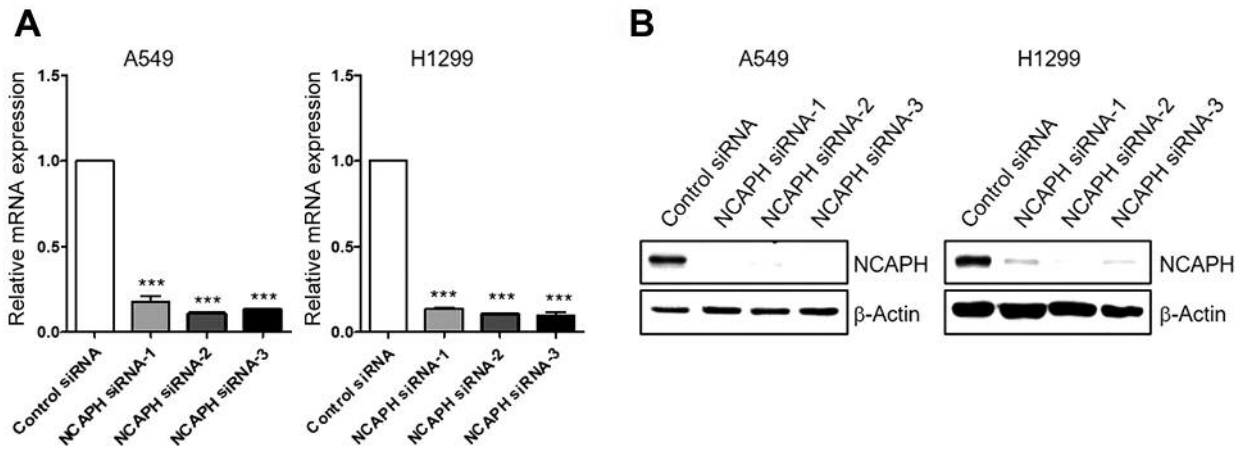 A
A549
Relative mRNA expression
1.5
1.0
0.5
0.0
***
***
***
Control siRNA
NCAPH siRNA-1
NCAPH siRNA-2
NCAPH siRNA-3
H1299
Relative mRNA expression
1.5
1.0
0.5
0.0
***
***
***
Control siRNA
NCAPH siRNA-1
NCAPH siRNA-2
NCAPH siRNA-3
B
A549
Control siRNA
NCAPH siRNA-1
NCAPH siRNA-2
NCAPH siRNA-3
NCAPH
β-Actin
H1299
Control siRNA
NCAPH siRNA-1
NCAPH siRNA-2
NCAPH siRNA-3
NCAPH
β-Actin